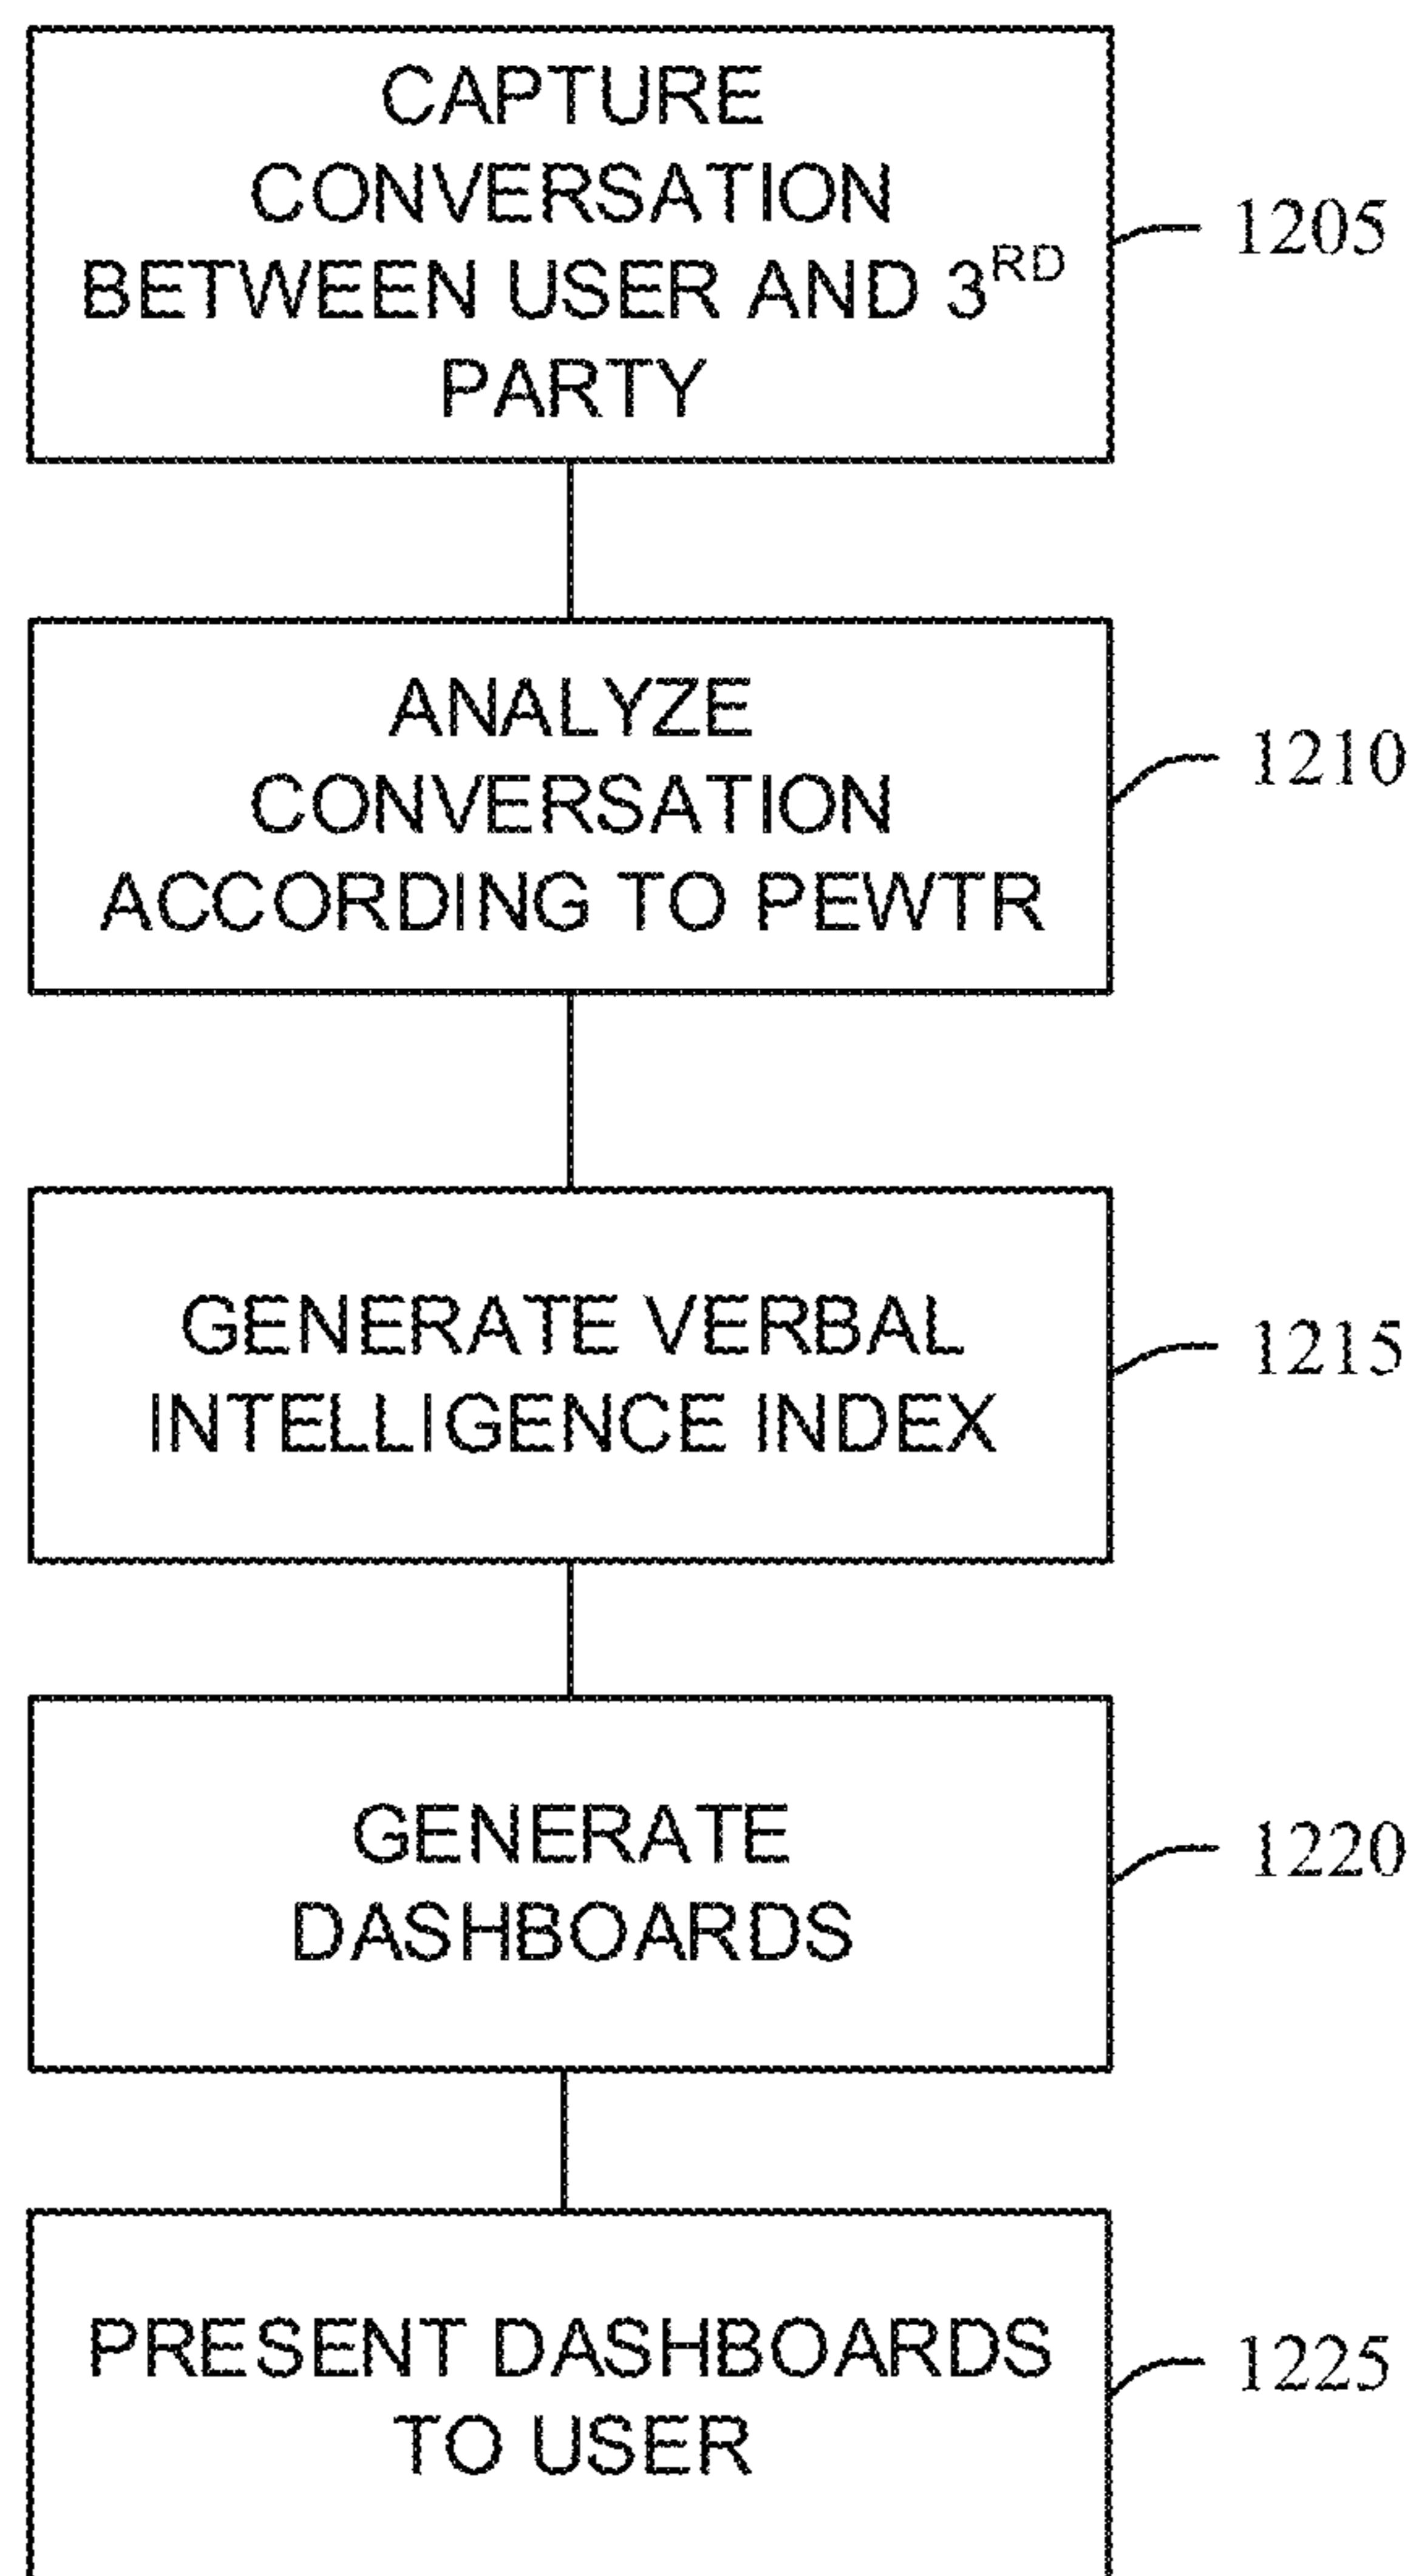 CAPTURE
CONVERSATION
BETWEEN USER AND 3RD
PARTY
1205
ANALYZE
CONVERSATION
ACCORDING TO PEWTR
1210
GENERATE VERBAL
INTELLIGENCE INDEX
1215
GENERATE
DASHBOARDS
1220
PRESENT DASHBOARDS
TO USER
1225